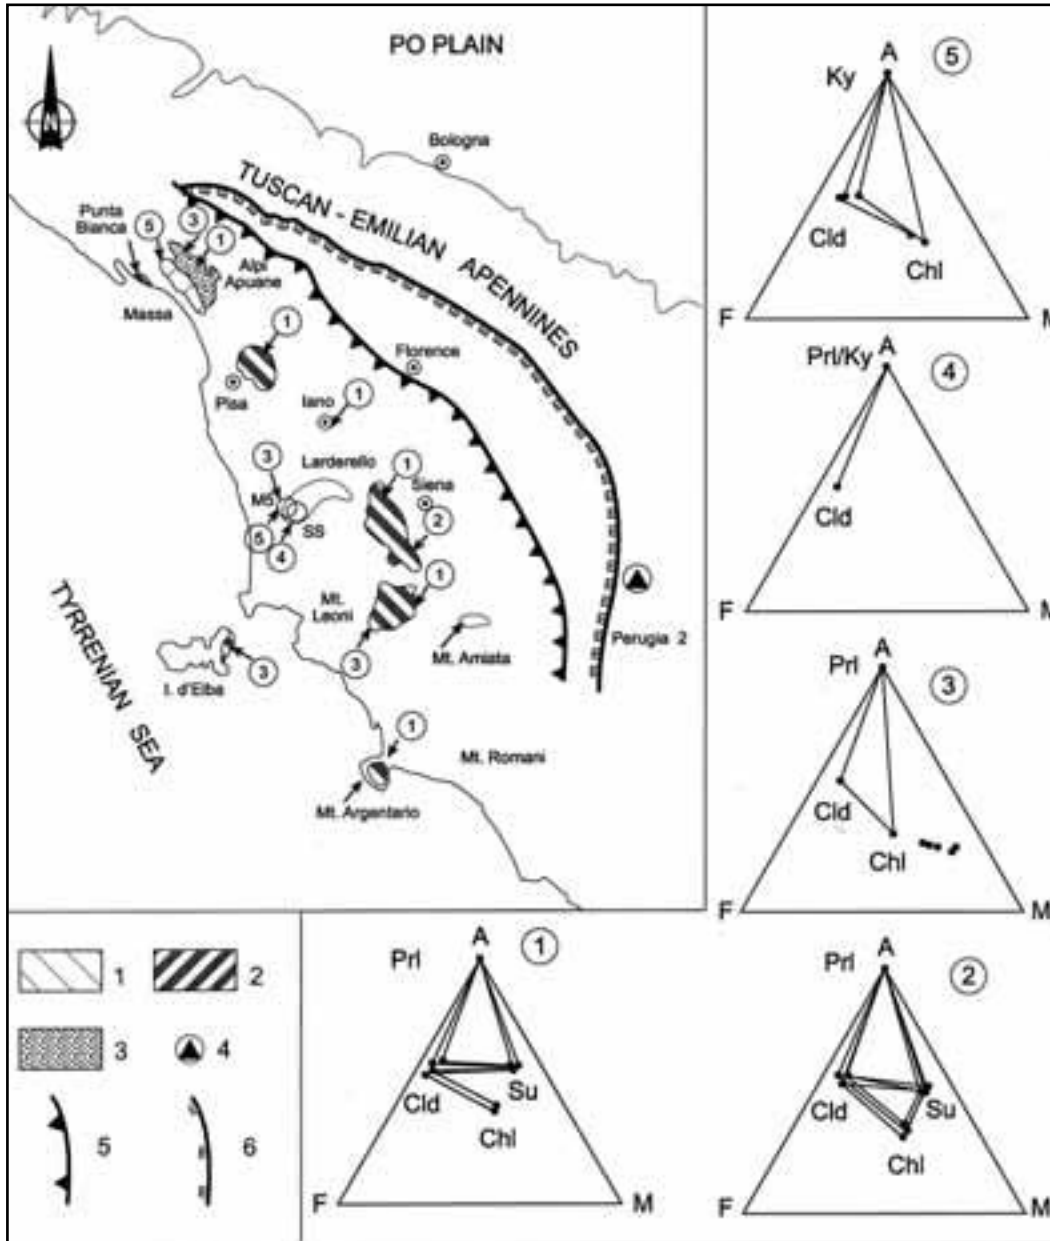 PO PLAIN
N
Bologna
TUSCAN - EMILIAN APENNINES
Punta
Bianca
5
3
1
Alpi
Apuane
Massa
1
Florence
Pisa
Iano
1
3
Larderello
1
Siena
M5
SS
2
5
4
1
Mt.
Leoni
TYRRENIAN SEA
3
Mt. Amiata
Perugia 2
I. d'Elba
3
1
Mt. Romani
Mt. Argentario
A
5
Ky
Cld
Chl
F
M
A
Prl/Ky
4
Cld
F
M
A
Prl
3
Cld
Chl
F
M
1
2
3
4
5
6
A
1
Prl
Cld
Su
Chl
F
M
A
Prl
2
Cld
Su
Chl
F
M